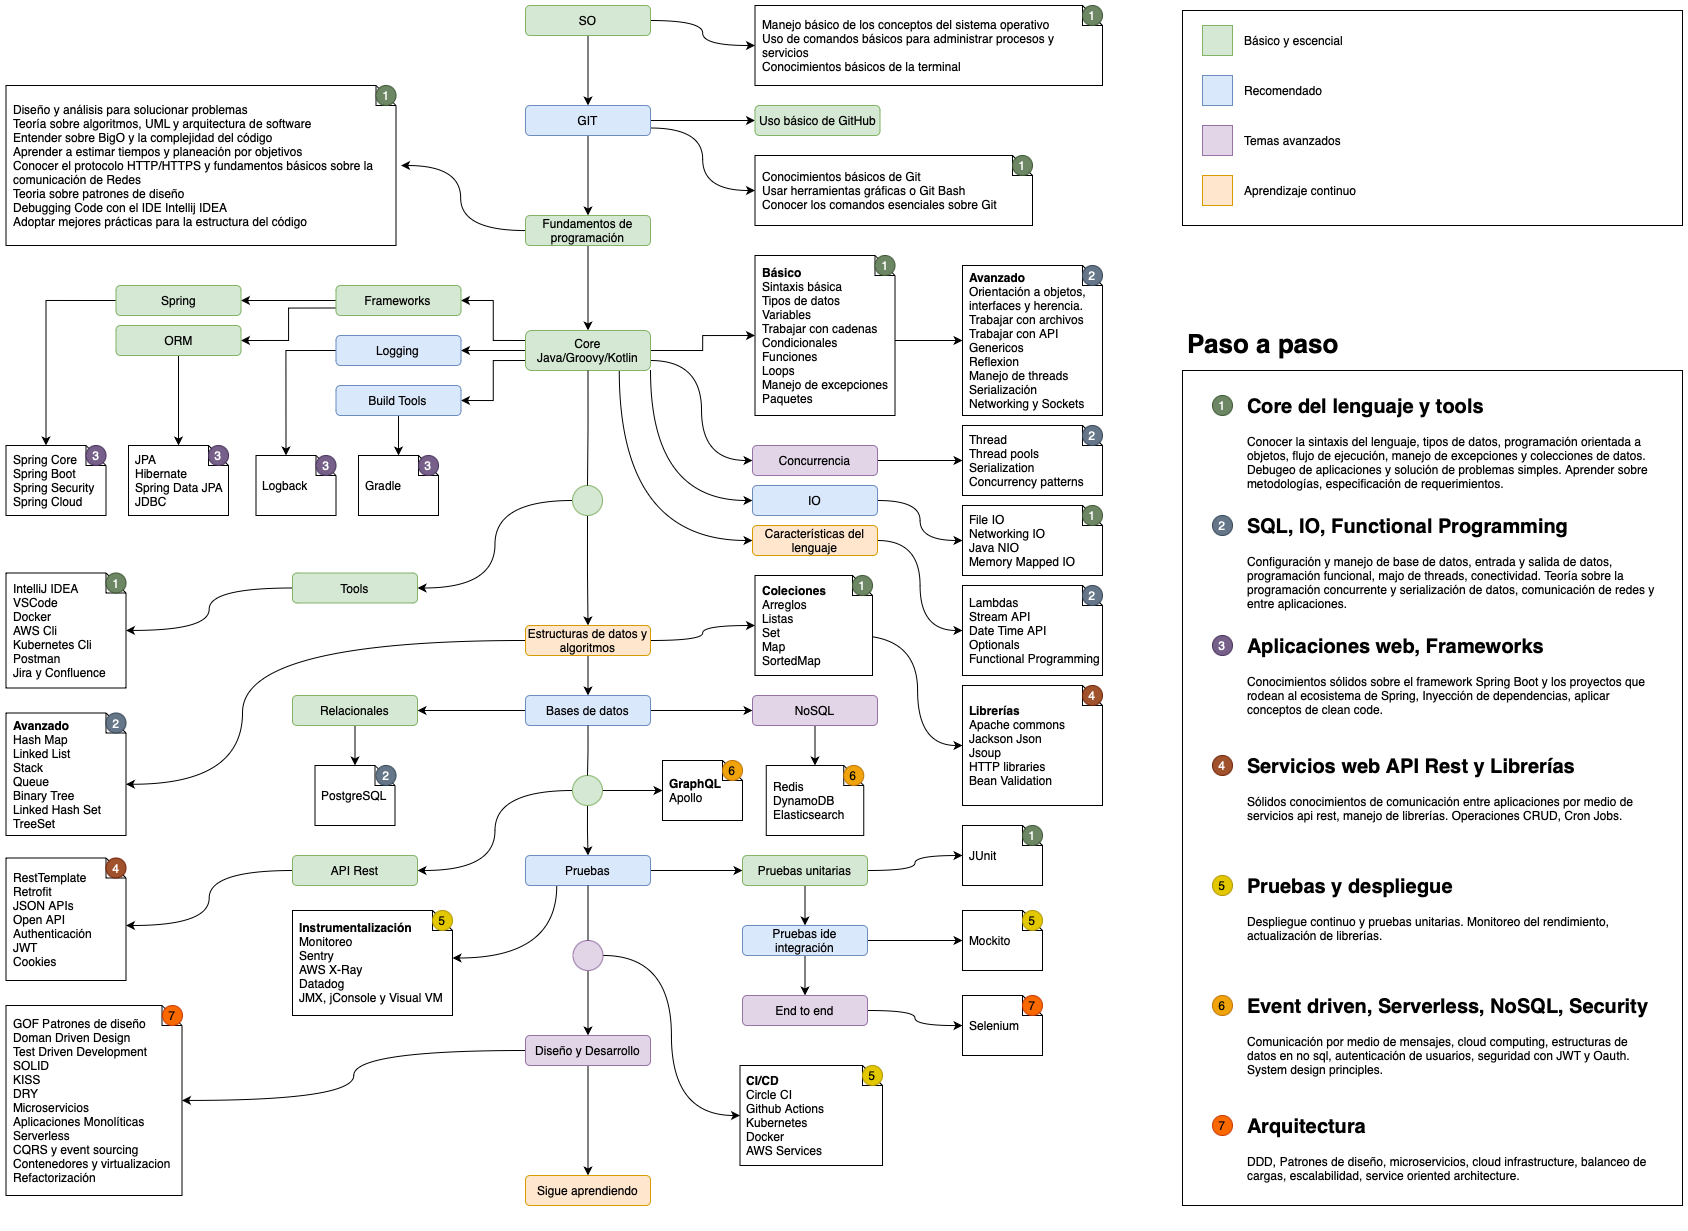 SO
1
Manejo básico de los conceptos del sistema operativo
Uso de comandos básicos para administrar procesos y
servicios
Conocimientos básicos de la terminal
Básico y escencial
Recomendado
Temas avanzados
Aprendizaje continuo
1
Diseño y análisis para solucionar problemas
Teoría sobre algoritmos, UML y arquitectura de software
Entender sobre BigO y la complejidad del código
Aprender a estimar tiempos y planeación por objetivos
Conocer el protocolo HTTP/HTTPS y fundamentos básicos sobre la
comunicación de Redes
Teoria sobre patrones de diseño
Debugging Code con el IDE Intellij IDEA
Adoptar mejores prácticas para la estructura del código
GIT
Uso básico de GitHub
1
Conocimientos básicos de Git
Usar herramientas gráficas o Git Bash
Conocer los comandos esenciales sobre Git
Fundamentos de
programación
Spring
Frameworks
ORM
Logging
Build Tools
Core
Java/Groovy/Kotlin
1
Básico
Sintaxis básica
Tipos de datos
Variables
Trabajar con cadenas
Condicionales
Funciones
Loops
Manejo de excepciones
Paquetes
2
Avanzado
Orientación a objetos,
interfaces y herencia.
Trabajar con archivos
Trabajar con API
Genericos
Reflexion
Manejo de threads
Serialización
Networking y Sockets
3
Spring Core
Spring Boot
Spring Security
Spring Cloud
3
JPA
Hibernate
Spring Data JPA
JDBC
3
Logback
3
Gradle
Concurrencia
2
Thread
Thread pools
Serialization
Concurrency patterns
IO
1
File IO
Networking IO
Java NIO
Memory Mapped IO
Características del
lenguaje
2
Lambdas
Stream API
Date Time API
Optionals
Functional Programming
Tools
1
IntelliJ IDEA
VSCode
Docker
AWS Cli
Kubernetes Cli
Postman
Jira y Confluence
Estructuras de datos y
algoritmos
1
Coleciones
Arreglos
Listas
Set
Map
SortedMap
4
Librerías
Apache commons
Jackson Json
Jsoup
HTTP libraries
Bean Validation
2
Avanzado
Hash Map
Linked List
Stack
Queue
Binary Tree
Linked Hash Set
TreeSet
Relacionales
Bases de datos
NoSQL
2
PostgreSQL
6
GraphQL
Apollo
6
Redis
DynamoDB
Elasticsearch
4
RestTemplate
Retrofit
JSON APIs
Open API
Authenticación
JWT
Cookies
API Rest
Pruebas
Pruebas unitarias
1
JUnit
5
Instrumentalización
Monitoreo
Sentry
AWS X-Ray
Datadog
JMX, jConsole y Visual VM
Pruebas ide
integración
5
Mockito
End to end
7
Selenium
7
GOF Patrones de diseño
Doman Driven Design
Test Driven Development
SOLID
KISS
DRY
Microservicios
Aplicaciones Monolíticas
Serverless
CQRS y event sourcing
Contenedores y virtualizacion
Refactorización
Diseño y Desarrollo
5
CI/CD
Circle CI
Github Actions
Kubernetes
Docker
AWS Services
Sigue aprendiendo
Paso a paso
1 Core del lenguaje y tools
Conocer la sintaxis del lenguaje, tipos de datos, programación orientada a
objetos, flujo de ejecución, manejo de excepciones y colecciones de datos.
Debugeo de aplicaciones y solución de problemas simples. Aprender sobre
metodologías, especificación de requerimientos.
2 SQL, IO, Functional Programming
Configuración y manejo de base de datos, entrada y salida de datos,
programación funcional, majo de threads, conectividad. Teoría sobre la
programación concurrente y serialización de datos, comunicación de redes y
entre aplicaciones.
3 Aplicaciones web, Frameworks
Conocimientos sólidos sobre el framework Spring Boot y los proyectos que
rodean al ecosistema de Spring, Inyección de dependencias, aplicar
conceptos de clean code.
4 Servicios web API Rest y Librerías
Sólidos conocimientos de comunicación entre aplicaciones por medio de
servicios api rest, manejo de librerías. Operaciones CRUD, Cron Jobs.
5 Pruebas y despliegue
Despliegue continuo y pruebas unitarias. Monitoreo del rendimiento,
actualización de librerías.
6 Event driven, Serverless, NoSQL, Security
Comunicación por medio de mensajes, cloud computing, estructuras de
datos en no sql, autenticación de usuarios, seguridad con JWT y Oauth.
System design principles.
7 Arquitectura
DDD, Patrones de diseño, microservicios, cloud infrastructure, balanceo de
cargas, escalabilidad, service oriented architecture.